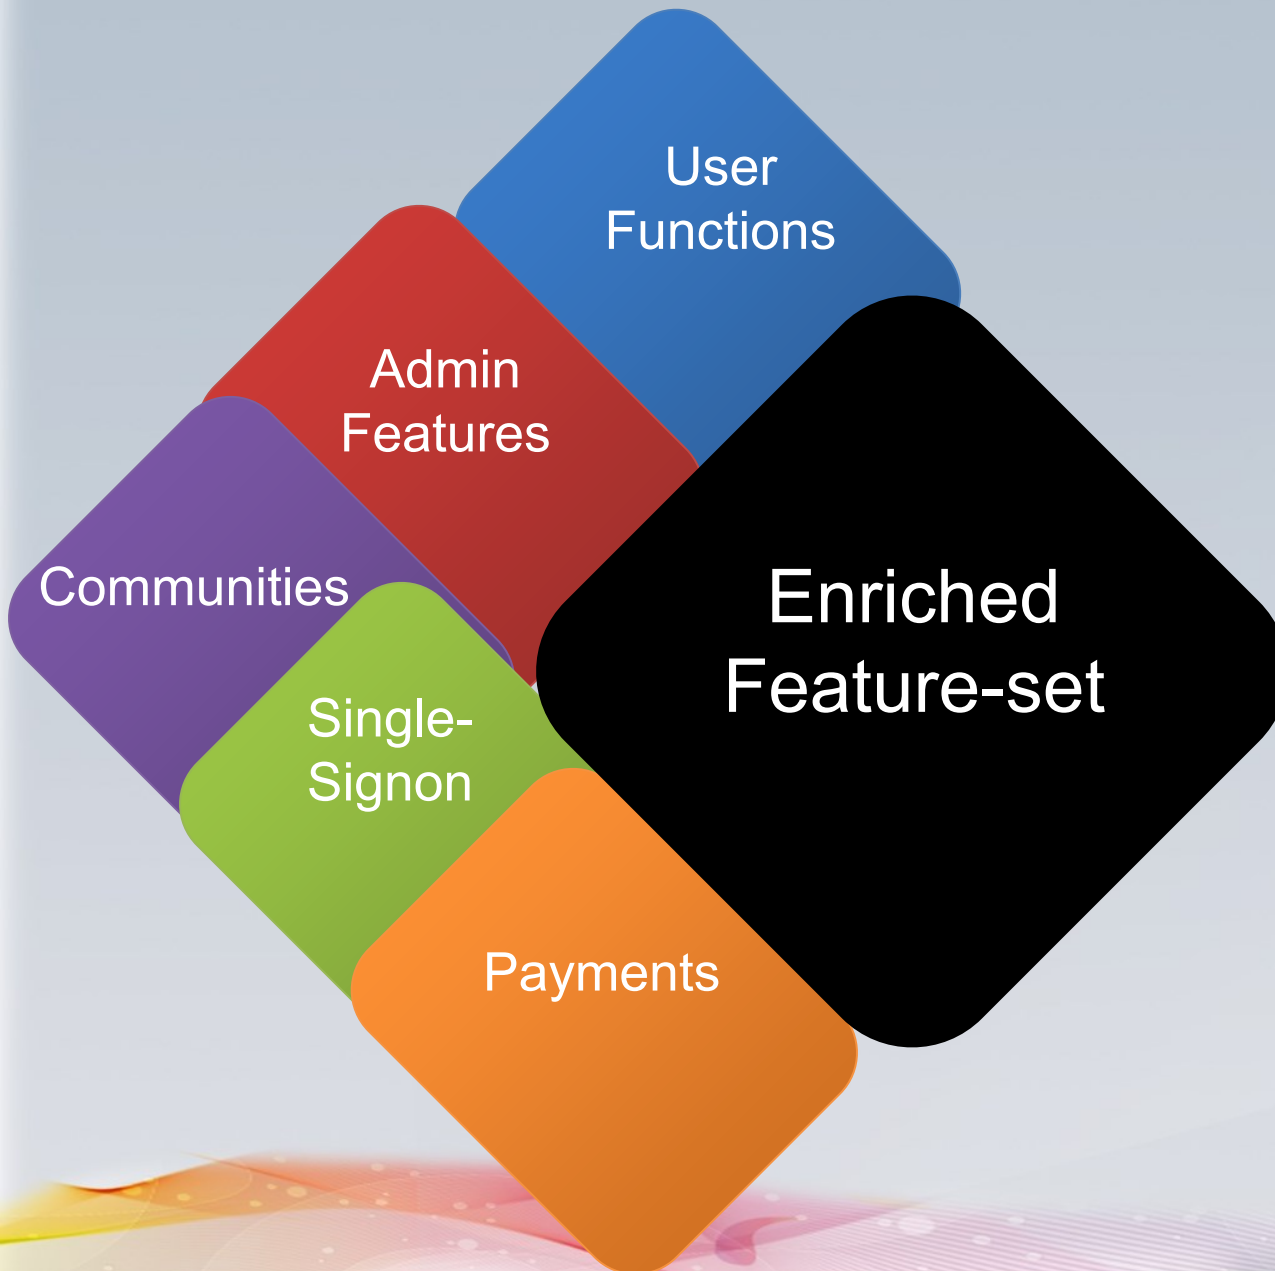 User
Functions
Admin
Features
Communities
Enriched
Feature-set
Single-
Signon
Payments